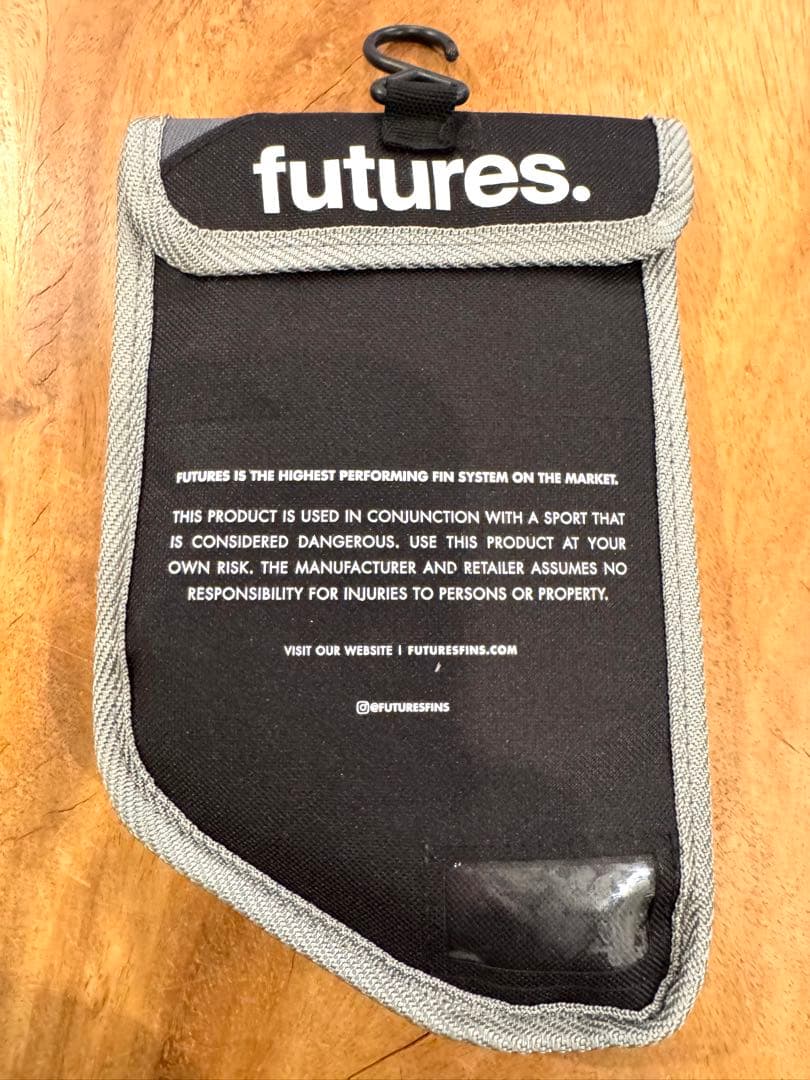 futures.
FUTURES IS THE HIGHEST PERFORMING FIN SYSTEM ON THE MARKET.
THIS PRODUCT IS USED IN CONJUNCTION WITH A SPORT THAT
IS CONSIDERED DANGEROUS. USE THIS PRODUCT AT YOUR
OWN RISK. THE MANUFACTURER AND RETAILER ASSUMES NO
RESPONSIBILITY FOR INJURIES TO PERSONS OR PROPERTY.
VISIT OUR WEBSITE | FUTURESFINS.COM
@FUTURESFINS